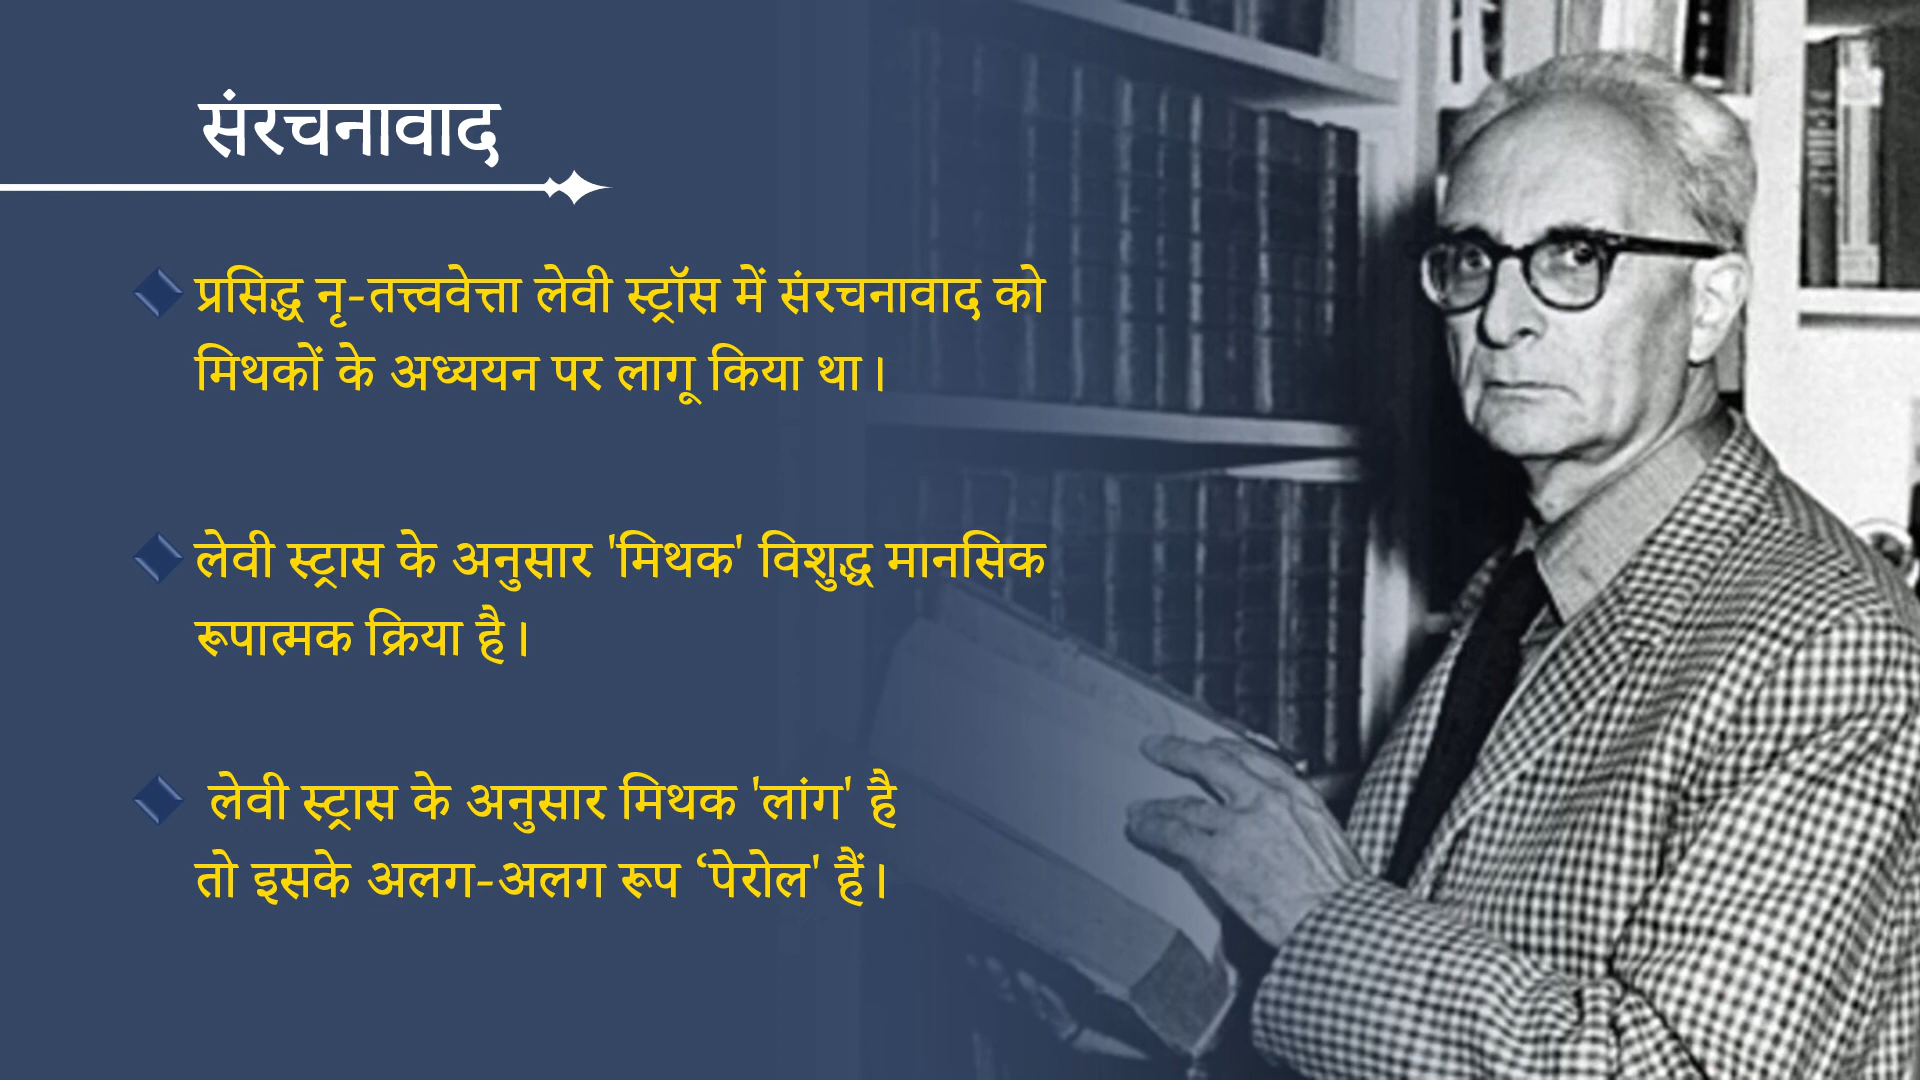 संरचनावाद
प्रसिद्ध नृ-तत्त्ववेत्ता लेवी स्ट्रॉस में संरचनावाद को
मिथकों के अध्ययन पर लागू किया था।
लेवी स्ट्रास के अनुसार 'मिथक' विशुद्ध मानसिक
रूपात्मक क्रिया है।
लेवी स्ट्रास के अनुसार मिथक 'लांग' है
तो इसके अलग-अलग रूप ‘पेरोल' हैं।